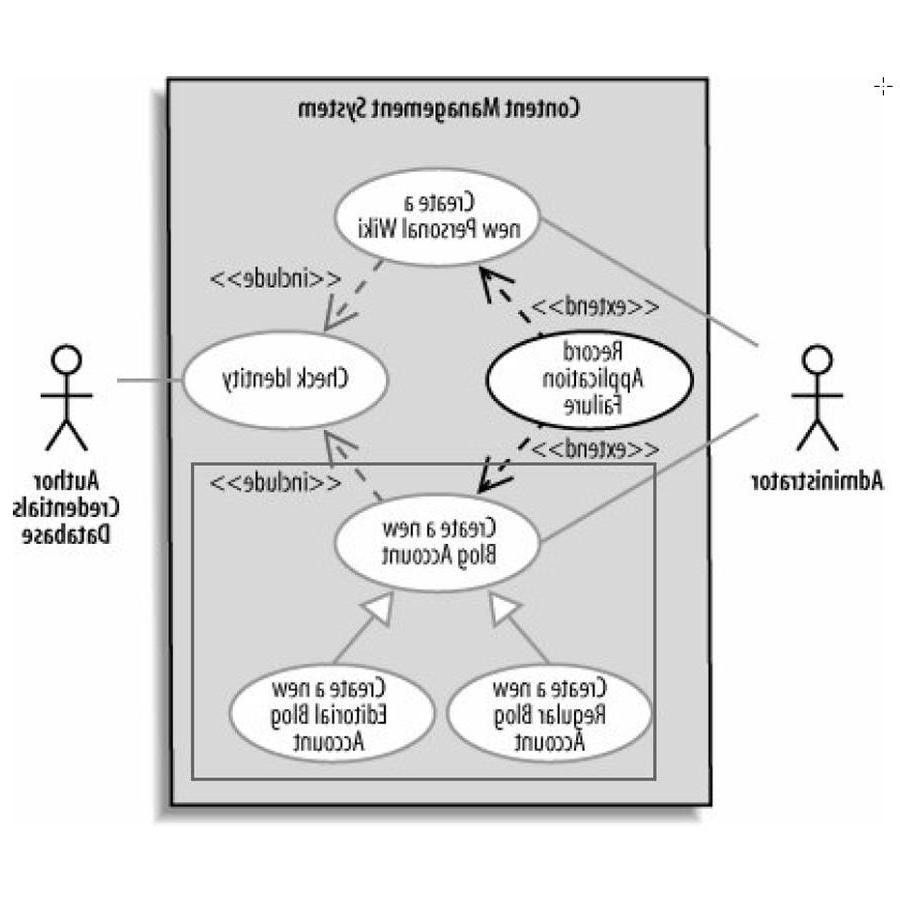 Content Management System
Create a
new Personal Wiki
<<include>>
<<extend>>
Record
Application
Failure
Check Identity
<<extend>>
Administrator
Author
Credentials
Database
<<include>>
Create a new
Blog Account
Create a new
Regular Blog
Account
Create a new
Editorial Blog
Account